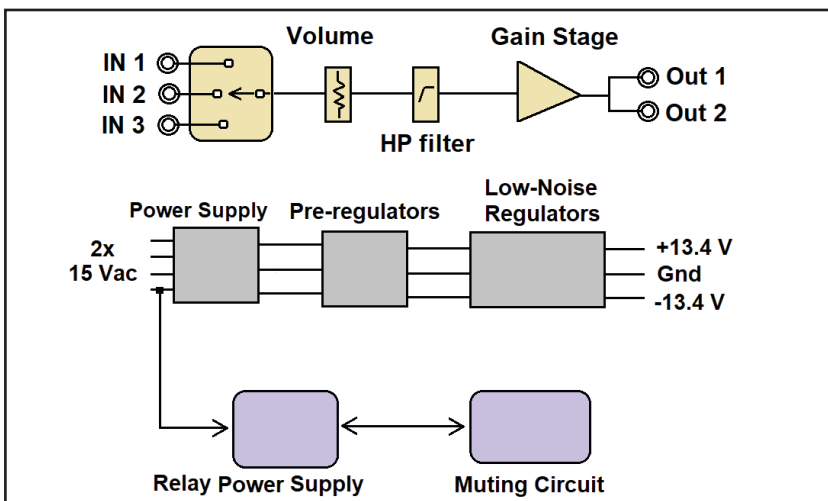 Volume
Gain Stage
IN 1
IN 2
IN 3
Out 1
Out 2
HP filter
Power Supply
Pre-regulators
Low-Noise
Regulators
2x
15 Vac
+13.4 V
Gnd
-13.4 V
Relay Power Supply
Muting Circuit